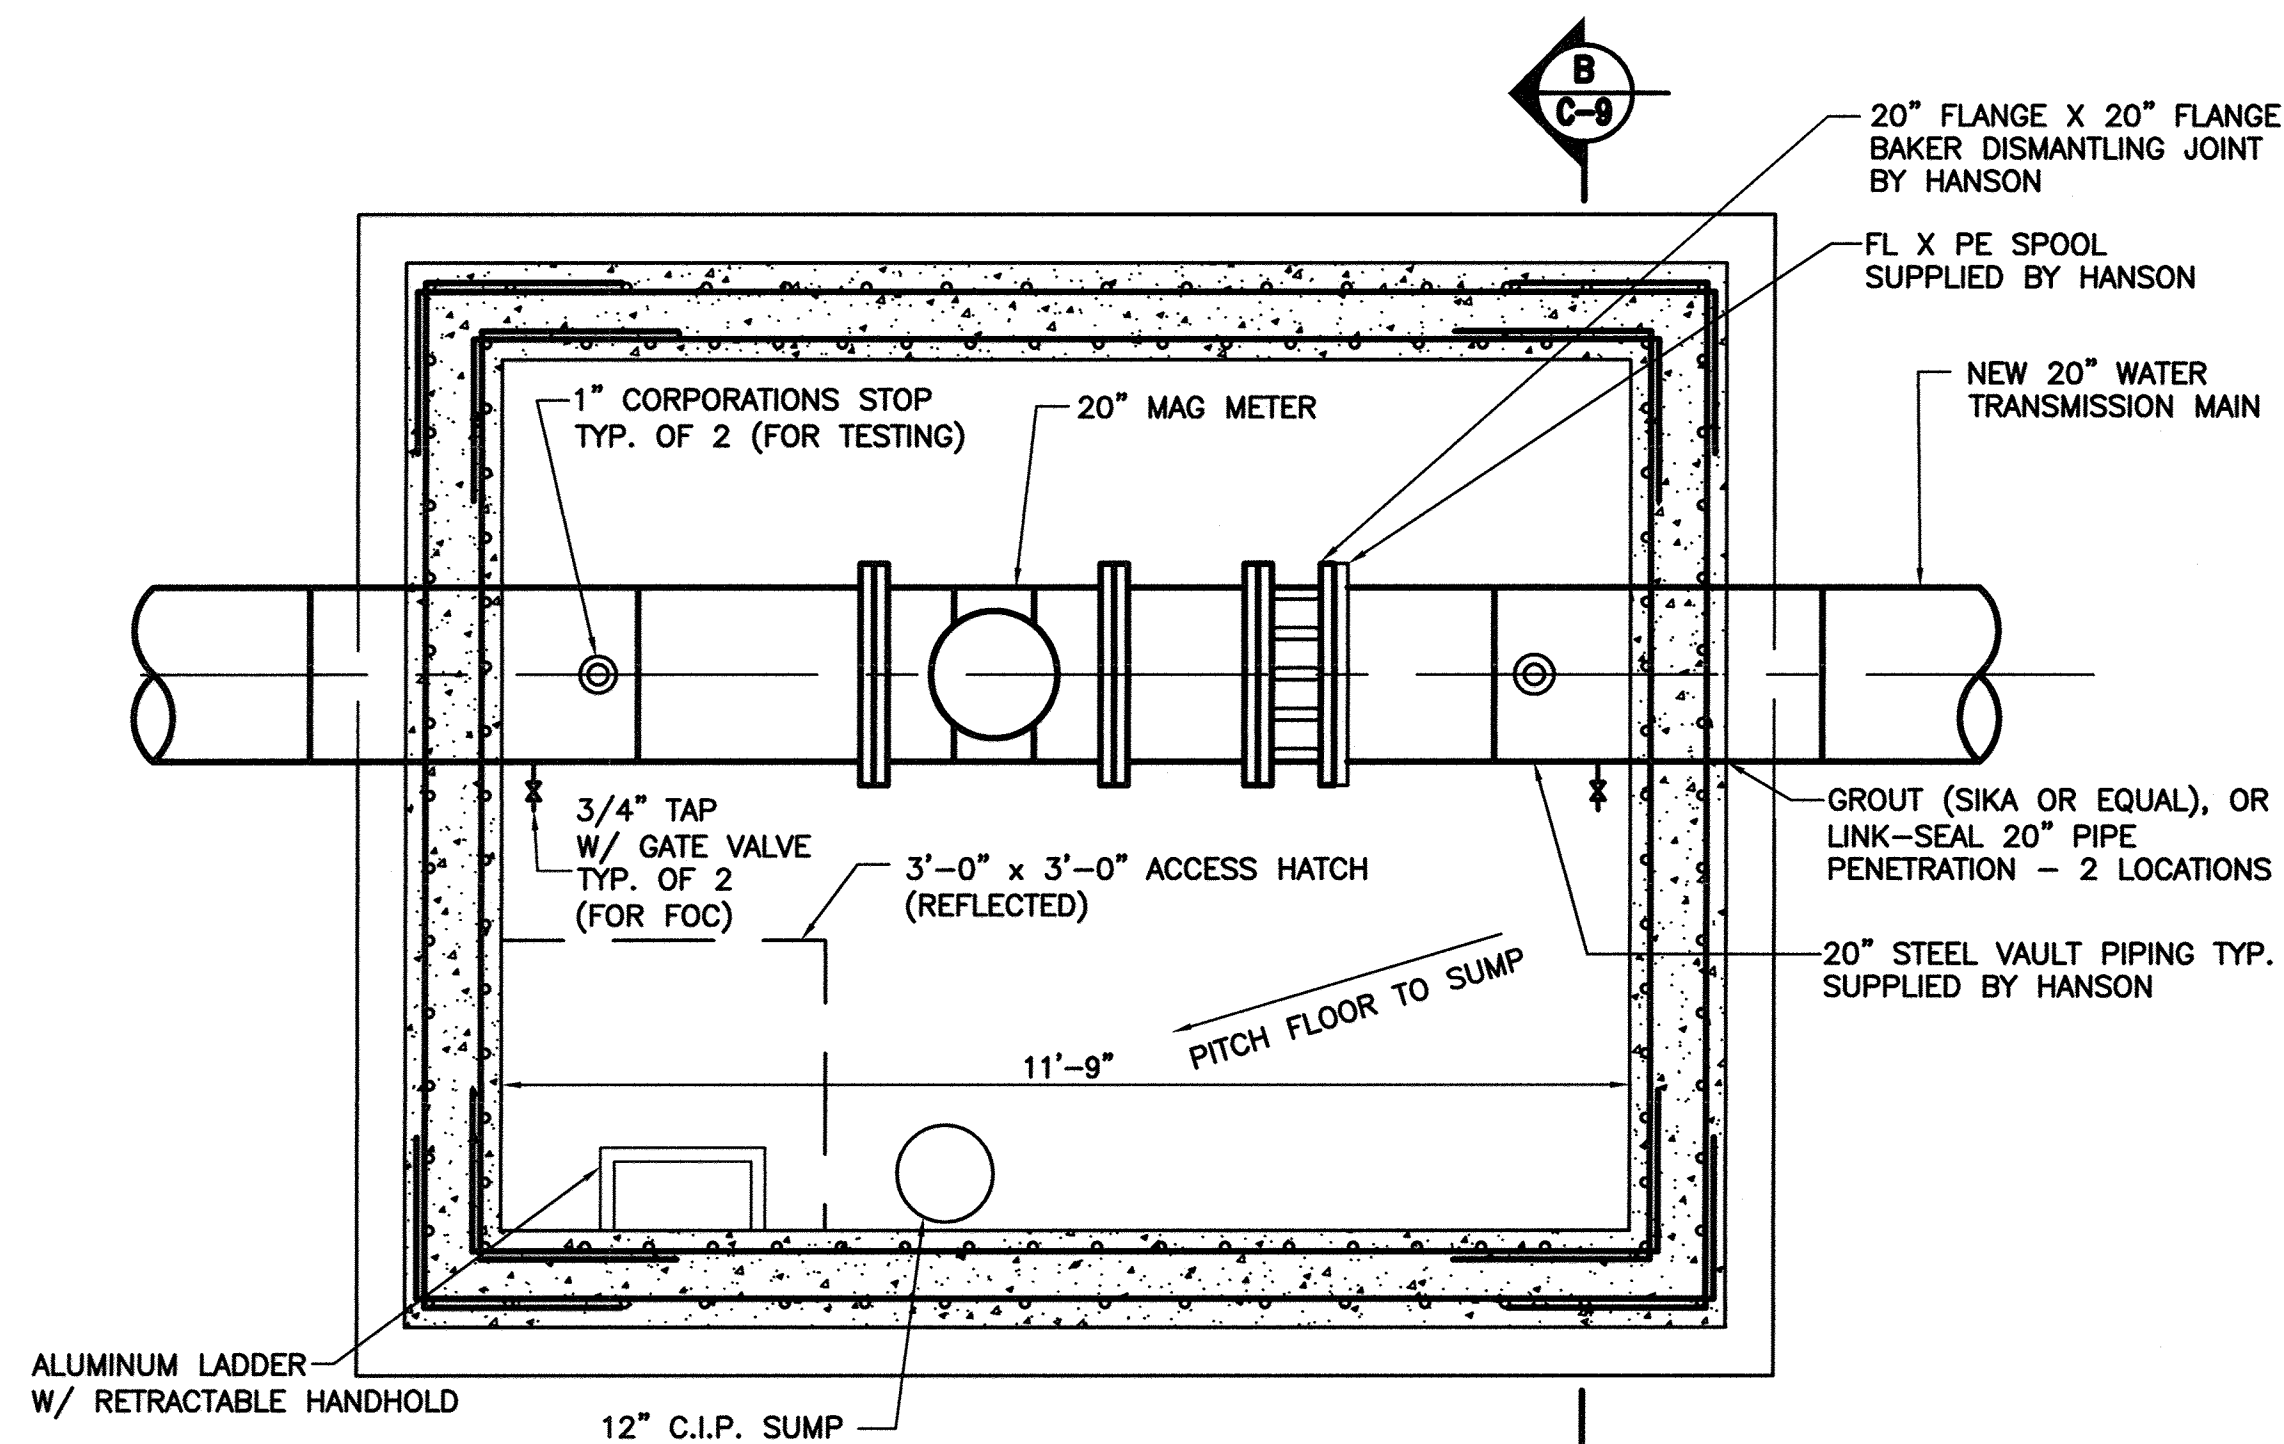 B
C-9
20" FLANGE X 20" FLANGE
BAKER DISMANTLING JOINT
BY HANSON
FL X PE SPOOL
SUPPLIED BY HANSON
NEW 20" WATER
TRANSMISSION MAIN
1" CORPORATIONS STOP
TYP. OF 2 (FOR TESTING)
20" MAG METER
3/4" TAP
W/ GATE VALVE
TYP. OF 2
(FOR FOC)
3'-0" x 3'-0" ACCESS HATCH
(REFLECTED)
GROUT (SIKA OR EQUAL), OR
LINK-SEAL 20" PIPE
PENETRATION - 2 LOCATIONS
20" STEEL VAULT PIPING TYP.
SUPPLIED BY HANSON
PITCH FLOOR TO SUMP
11'-9"
ALUMINUM LADDER
W/ RETRACTABLE HANDHOLD
12" C.I.P. SUMP